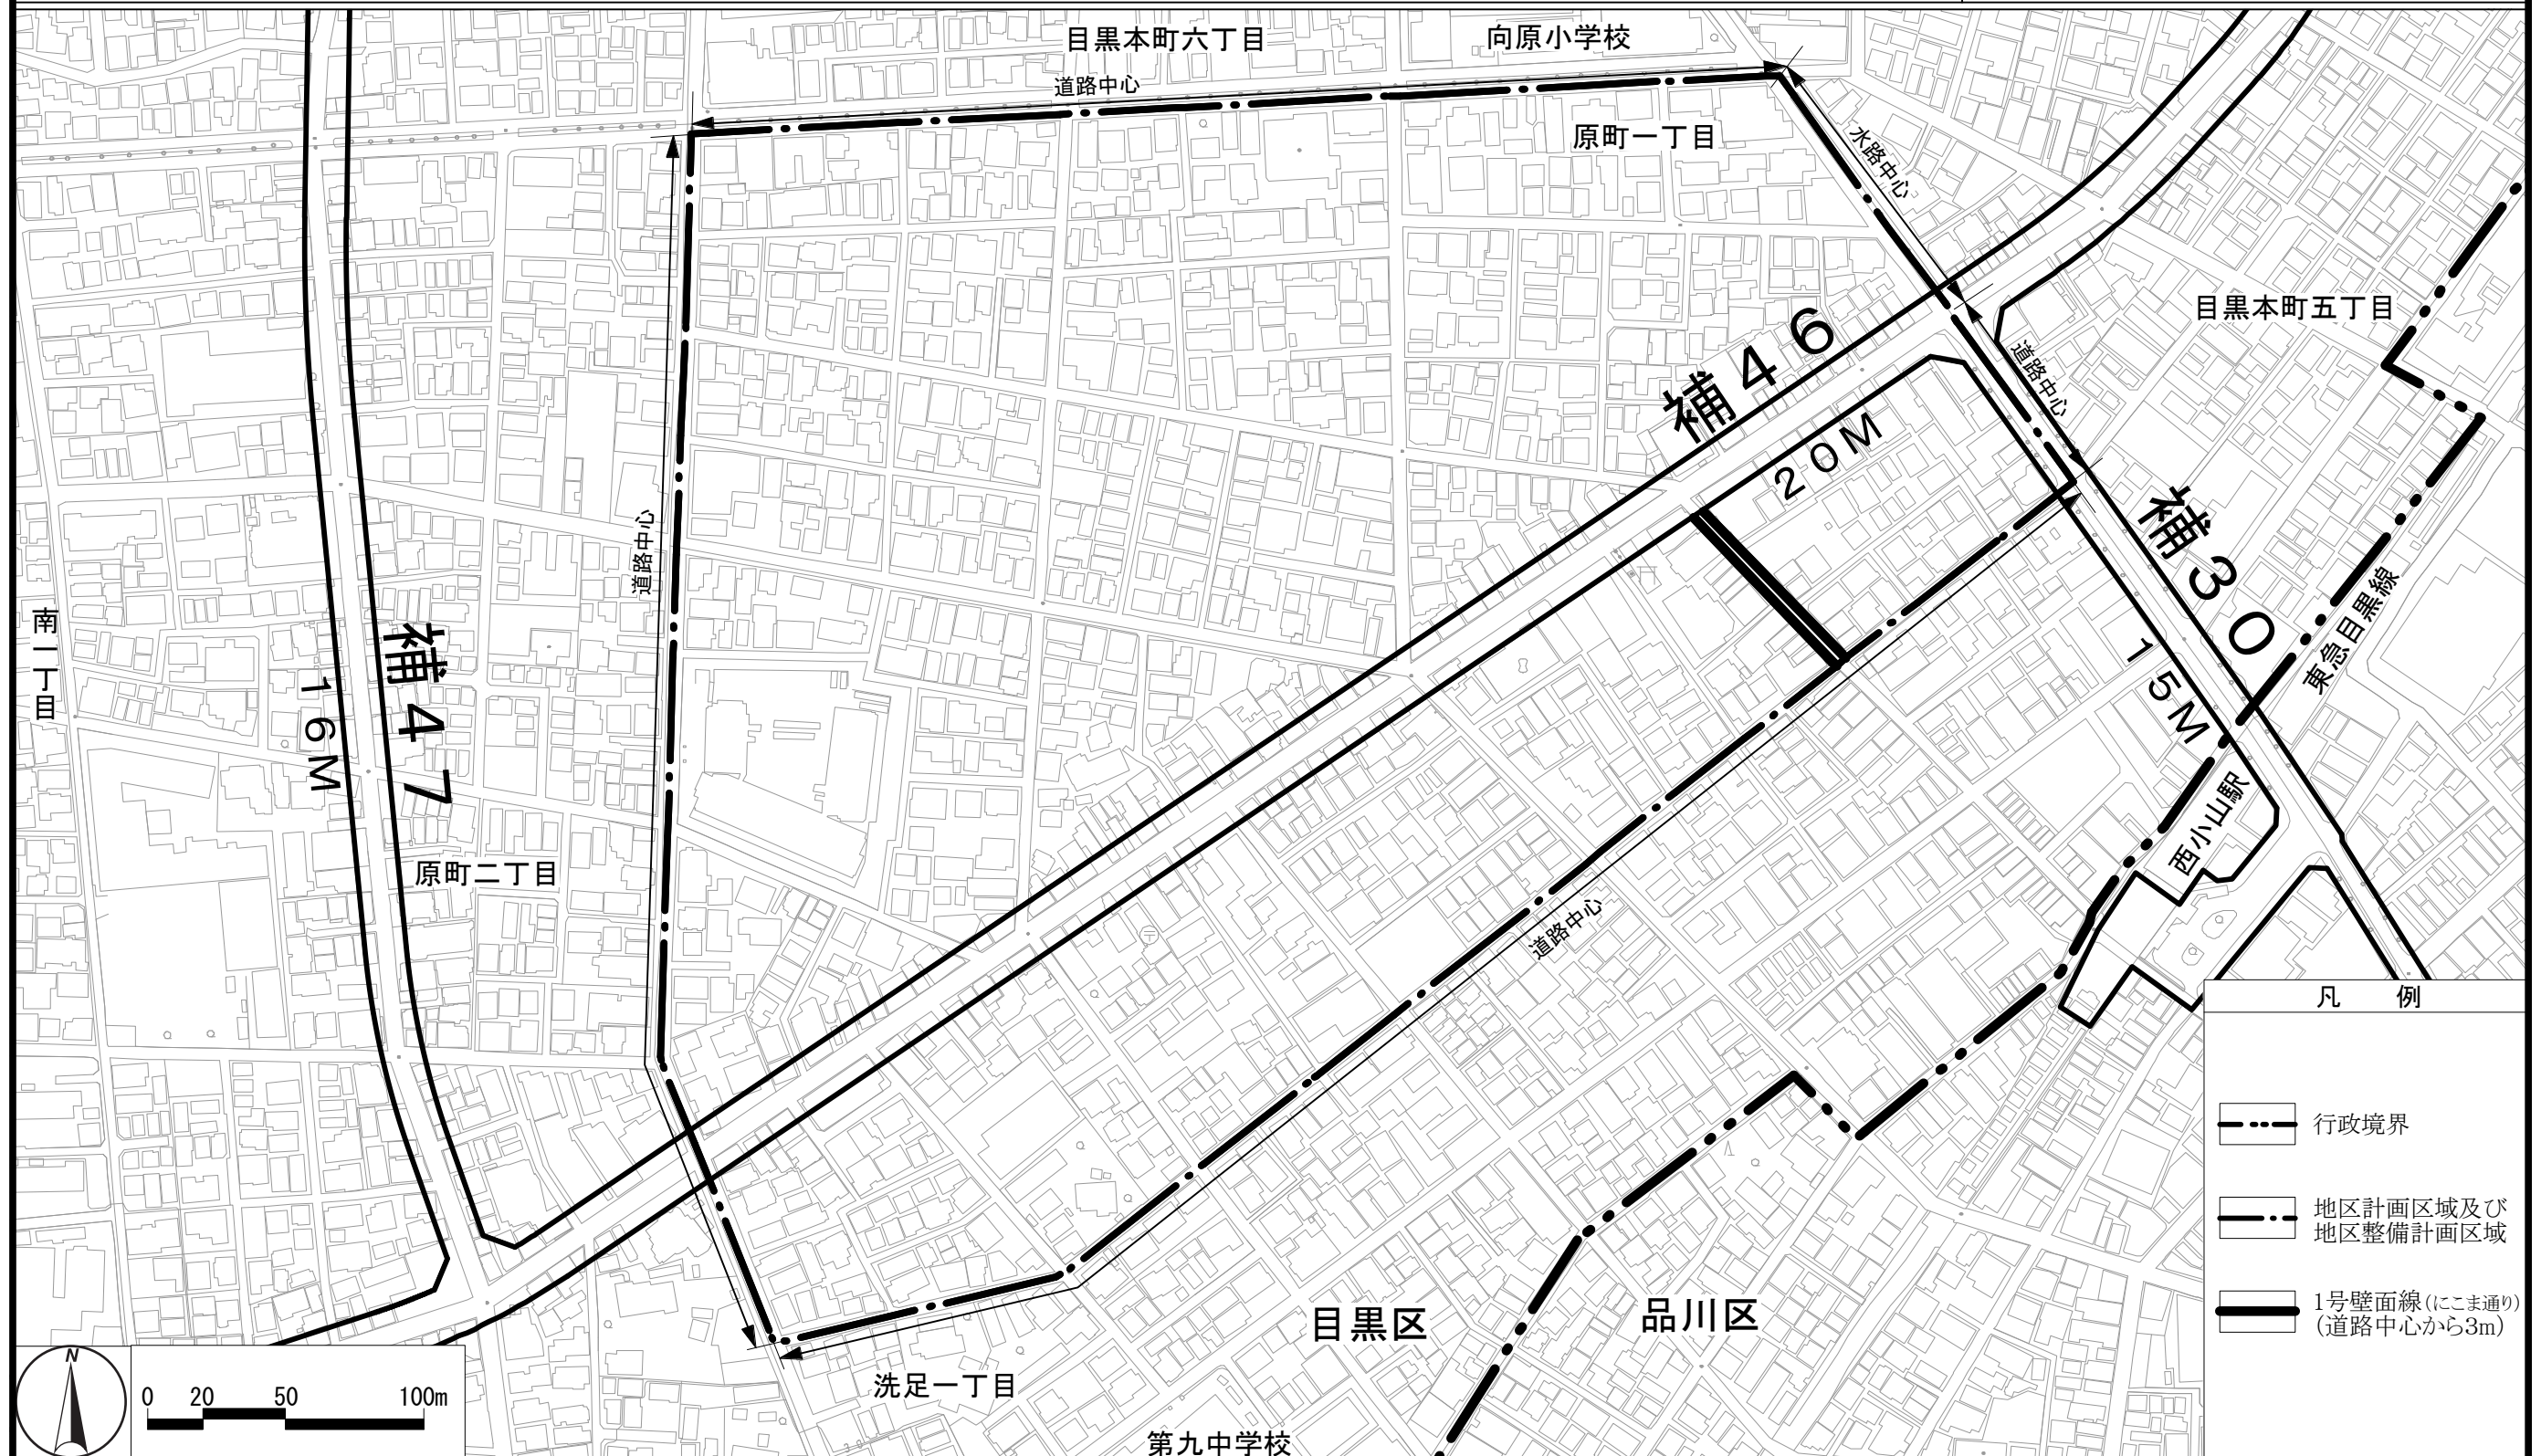 目黒本町六丁目
向原小学校
道路中心
原町一丁目
水路中心
目黒本町五丁目
補46
道路中心
20M
補30
道路中心
東急目黒線
南一丁目
補47
16M
15M
西小山駅
原町二丁目
道路中心
凡 例
行政境界
地区計画区域及び
地区整備計画区域
1号壁面線(にこま通り)
(道路中心から3m)
目黒区
品川区
洗足一丁目
第九中学校
N
0 20 50 100m